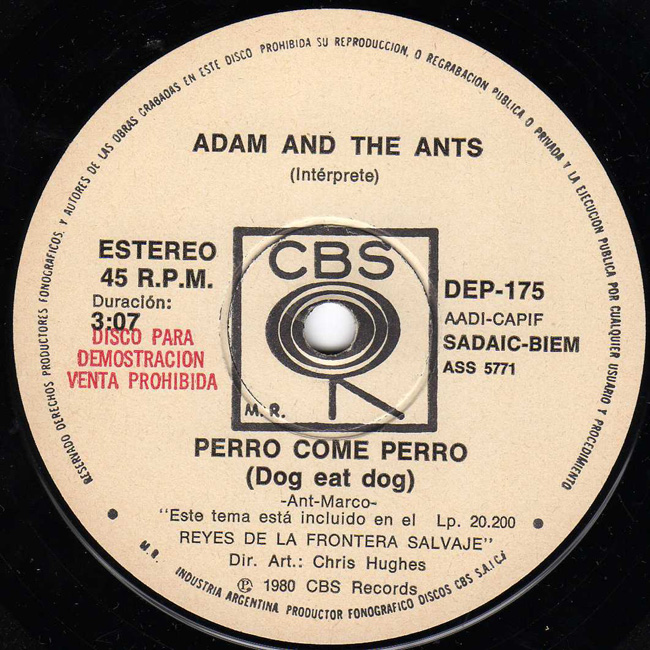 RESERVADO DERECHOS PRODUCTORES FONOGRAFICOS, Y AUTORES DE LAS OBRAS GRABADAS EN ESTE DISCO PROHIBIDA SU REPRODUCCION, O REGRABACION PUBLICA O PRIVADA Y LA EJECUCION PUBLICA POR CUALQUIER USUARIO Y PROCEDIMIENTO
ADAM AND THE ANTS
(Intérprete)
ESTEREO
45 R.P.M.
Duración:
3:07
DISCO PARA
DEMOSTRACION
VENTA PROHIBIDA
CBS
M.R.
DEP-175
AADI-CAPIF
SADAIC-BIEM
ASS 5771
PERRO COME PERRO
(Dog eat dog)
-Ant-Marco-
"Este tema está incluido en el Lp. 20.200
REYES DE LA FRONTERA SALVAJE"
Dir. Art.: Chris Hughes
Ⓟ 1980 CBS Records
M.R. INDUSTRIA ARGENTINA PRODUCTOR FONOGRAFICO DISCOS CBS S.A.I.C.F.